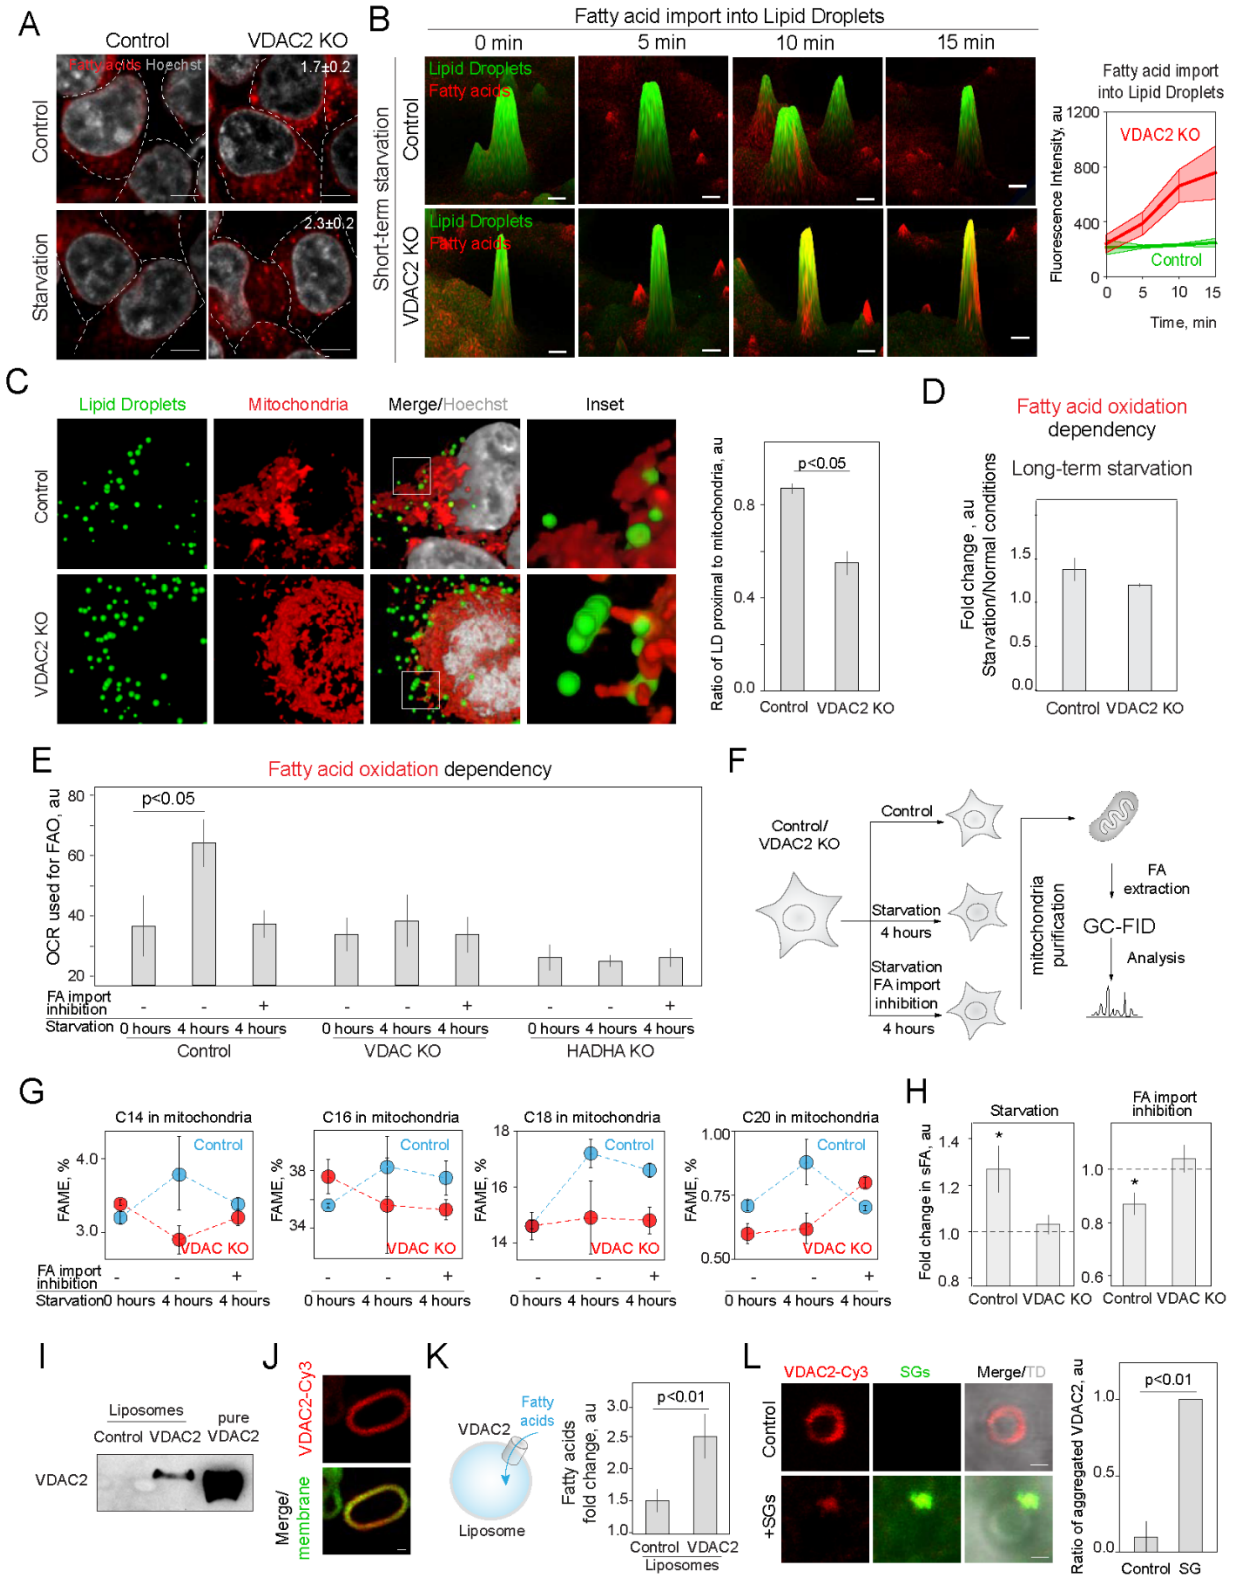 A
Control
VDAC2 KO
Fatty acids Hoechst
1.7±0.2
Control
2.3±0.2
Starvation
B
Fatty acid import into Lipid Droplets
0 min
5 min
10 min
15 min
Short-term starvation
Control
Lipid Droplets
Fatty acids
VDAC2 KO
Lipid Droplets
Fatty acids
Fatty acid import
into Lipid Droplets
Fluorescence Intensity, au
1200
800
400
0
VDAC2 KO
Control
0
5
10
15
Time, min
C
Lipid Droplets
Mitochondria
Merge/Hoechst
Inset
Control
VDAC2 KO
Ratio of LD proximal to mitochondria, au
p<0.05
0.8
0.4
0.0
Control
VDAC2 KO
D
Fatty acid oxidation
dependency
Long-term starvation
Fold change , au
Starvation/Normal conditions
1.5
1.0
0.5
0.0
Control
VDAC2 KO
E
Fatty acid oxidation dependency
OCR used for FAO, au
80
60
40
20
p<0.05
FA import
inhibition
- - + - - + - - +
Starvation 0 hours 4 hours 4 hours 0 hours 4 hours 4 hours 0 hours 4 hours 4 hours
Control
VDAC KO
HADHA KO
F
Control/
VDAC2 KO
Control
Starvation
4 hours
Starvation
FA import
inhibition
4 hours
mitochondria
purification
FA
extraction
GC-FID
Analysis
G
C14 in mitochondria
FAME, %
4.0
3.0
Control
VDAC KO
C16 in mitochondria
FAME, %
38
34
Control
VDAC KO
C18 in mitochondria
FAME, %
18
16
14
Control
VDAC KO
C20 in mitochondria
FAME, %
1.00
0.75
0.50
Control
VDAC KO
FA import
inhibition
- - + - - + - - + - - +
Starvation 0 hours 4 hours 4 hours 0 hours 4 hours 4 hours 0 hours 4 hours 4 hours 0 hours 4 hours 4 hours
H
Starvation
Fold change in sFA, au
1.4
1.2
1.0
0.8
*
Control VDAC KO
FA import
inhibition
1.0
0.8
0.6
*
Control VDAC KO
I
Liposomes
Control VDAC2
pure
VDAC2
VDAC2
J
VDAC2-Cy3
Merge/
membrane
K
VDAC2
Fatty
acids
Liposome
Fatty acids
fold change, au
3.0
2.5
2.0
1.5
1.0
p<0.01
Control VDAC2
Liposomes
L
VDAC2-Cy3
SGs
Merge/TD
Control
+SGs
Ratio of aggregated VDAC2, au
p<0.01
1.0
0.5
0.0
Control SG